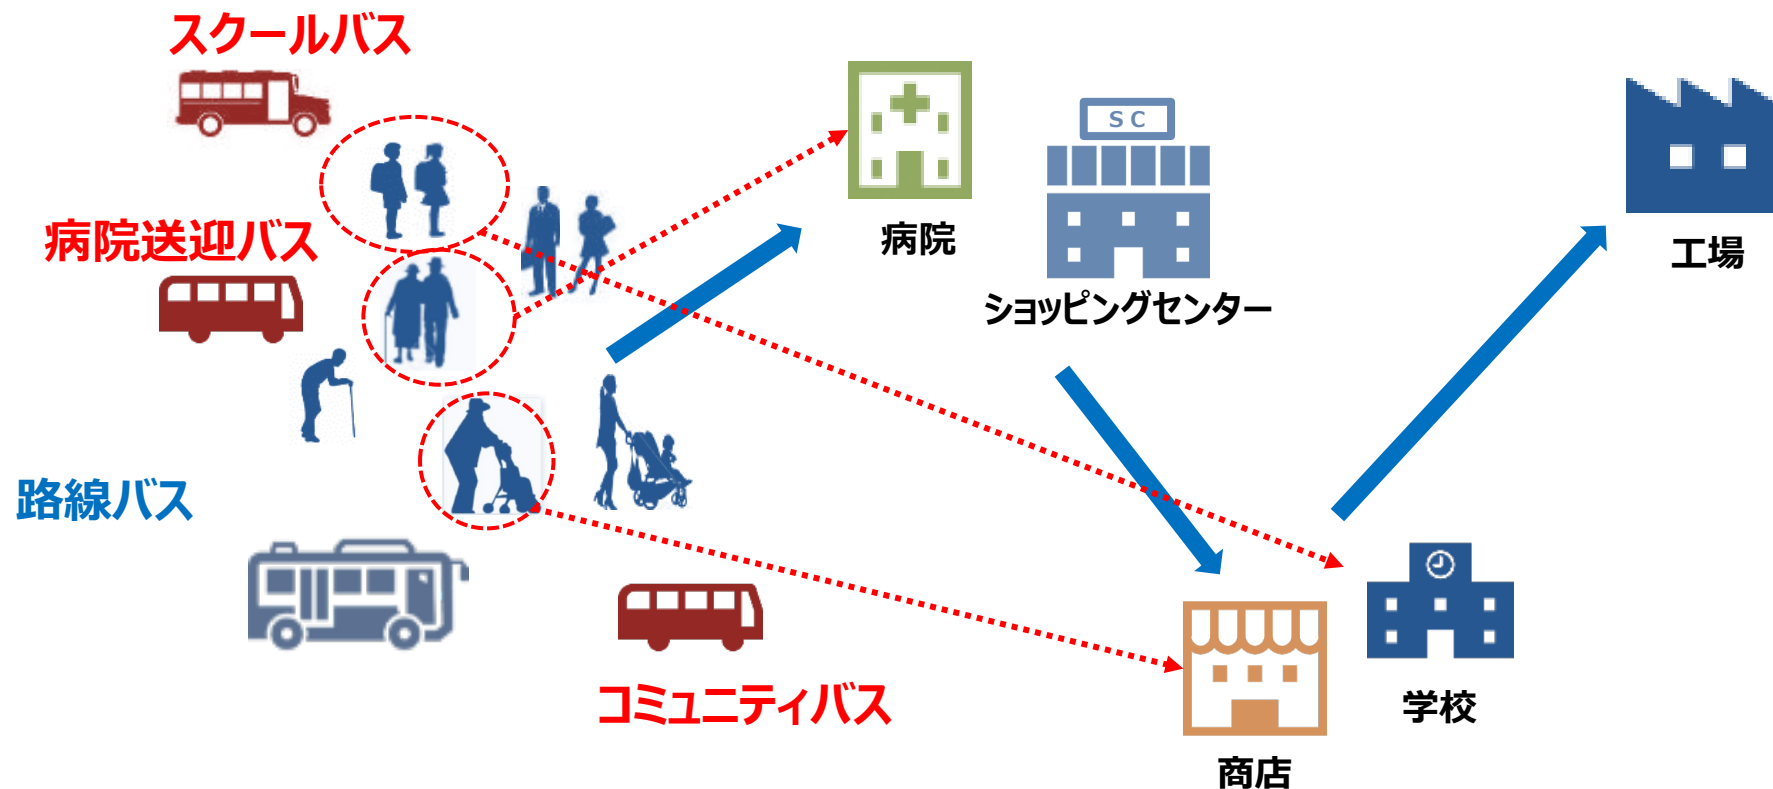 スクールバス
病院送迎バス
路線バス
コミュニティバス
病院
SC
ショッピングセンター
工場
商店
学校